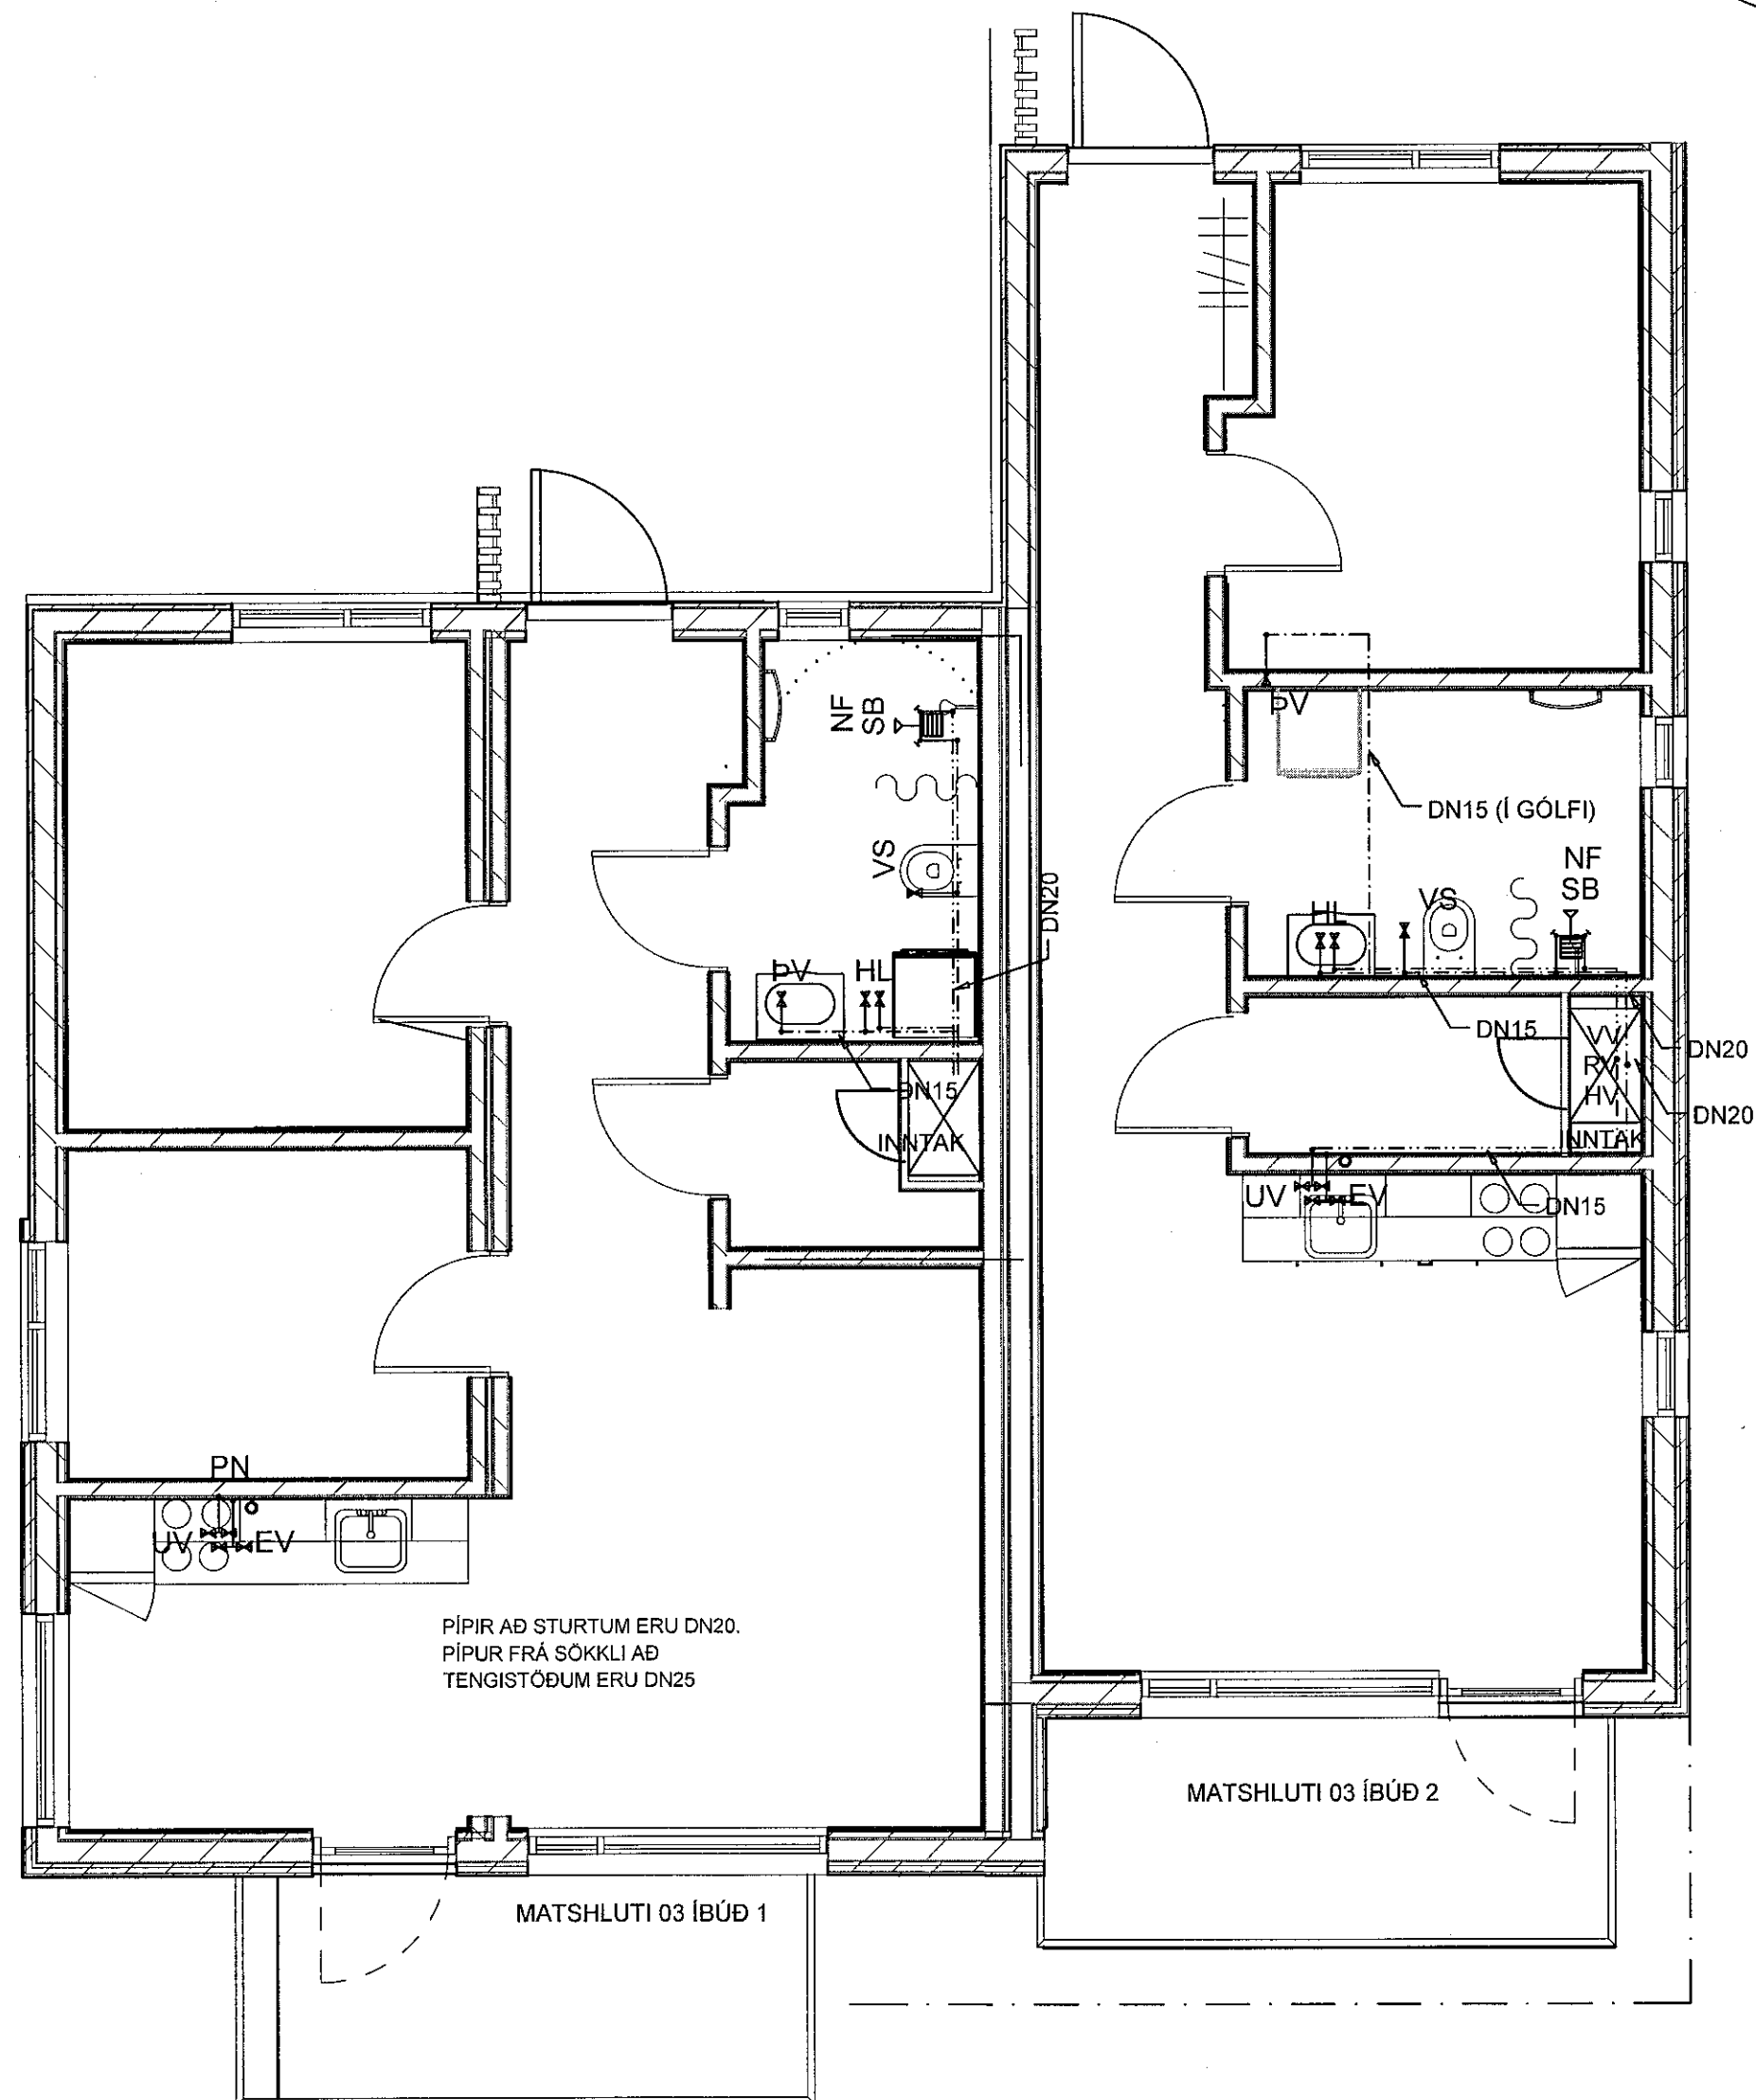 NF
SB
VS
ÞV
HL
DN20
DN15
INNTAK
PN
UV
EV
PÍPIR AÐ STURTUM ERU DN20.
PÍPUR FRÁ SÖKKLI AÐ
TENGISTÖÐUM ERU DN25
MATSHLUTI 03 ÍBÚÐ 1
ÞV
DN15 (Í GÓLFI)
NF
SB
VS
HL
DN15
VV
RV
HV
INNTAK
DN20
DN20
UV
EV
DN15
MATSHLUTI 03 ÍBÚÐ 2